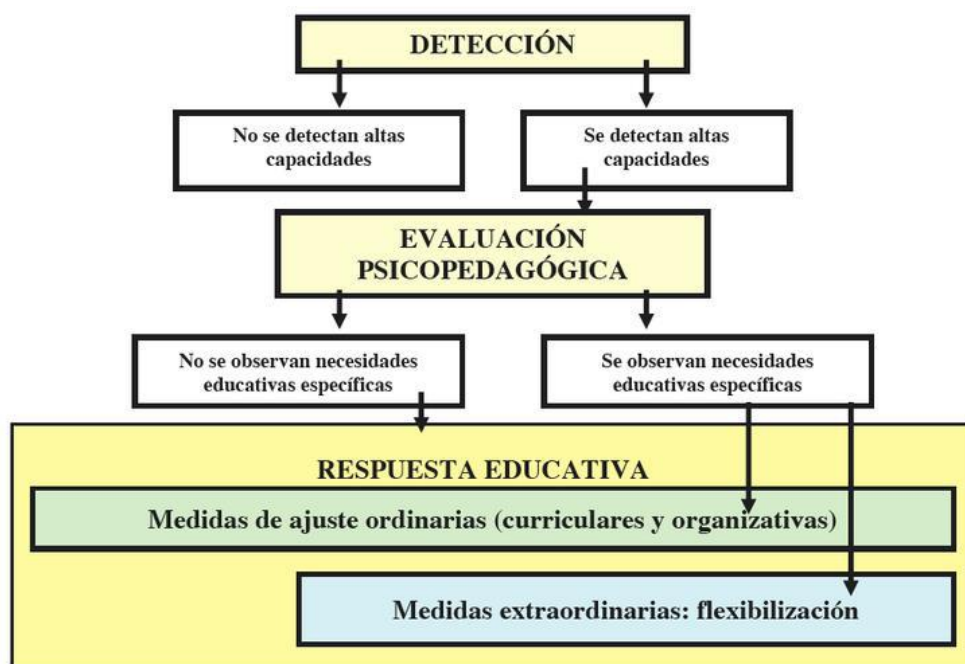 DETECCIÓN
No se detectan altas
capacidades
Se detectan altas
capacidades
EVALUACIÓN
PSICOPEDAGÓGICA
No se observan necesidades
educativas específicas
Se observan necesidades
educativas específicas
RESPUESTA EDUCATIVA
Medidas de ajuste ordinarias (curriculares y organizativas)
Medidas extraordinarias: flexibilización